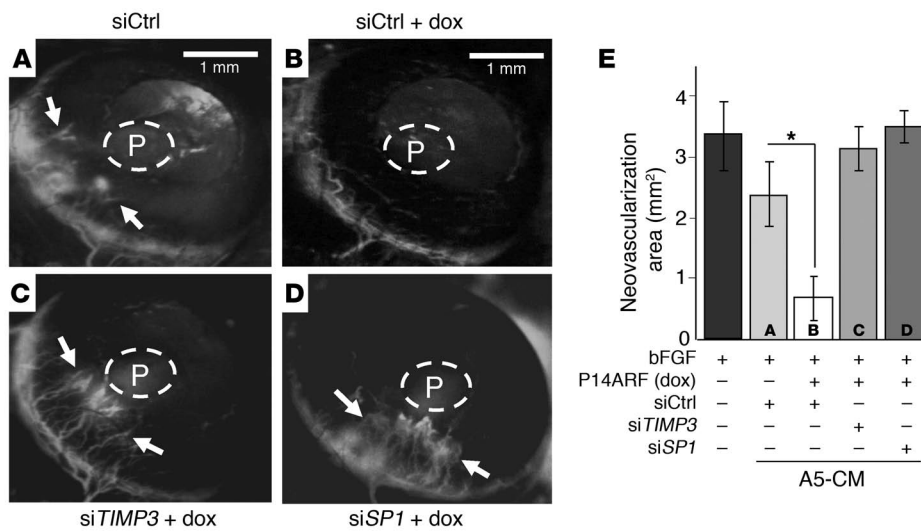 siCtrl
siCtrl + dox
A
1 mm
P
B
1 mm
P
C
P
siTIMP3 + dox
D
P
siSP1 + dox
E
Neovascularization
area (mm²)
4
3
2
1
0
*
A B C D
bFGF + + + + +
P14ARF (dox) – – + + +
siCtrl – + + – –
siTIMP3 – – – + –
siSP1 – – – – +
A5-CM